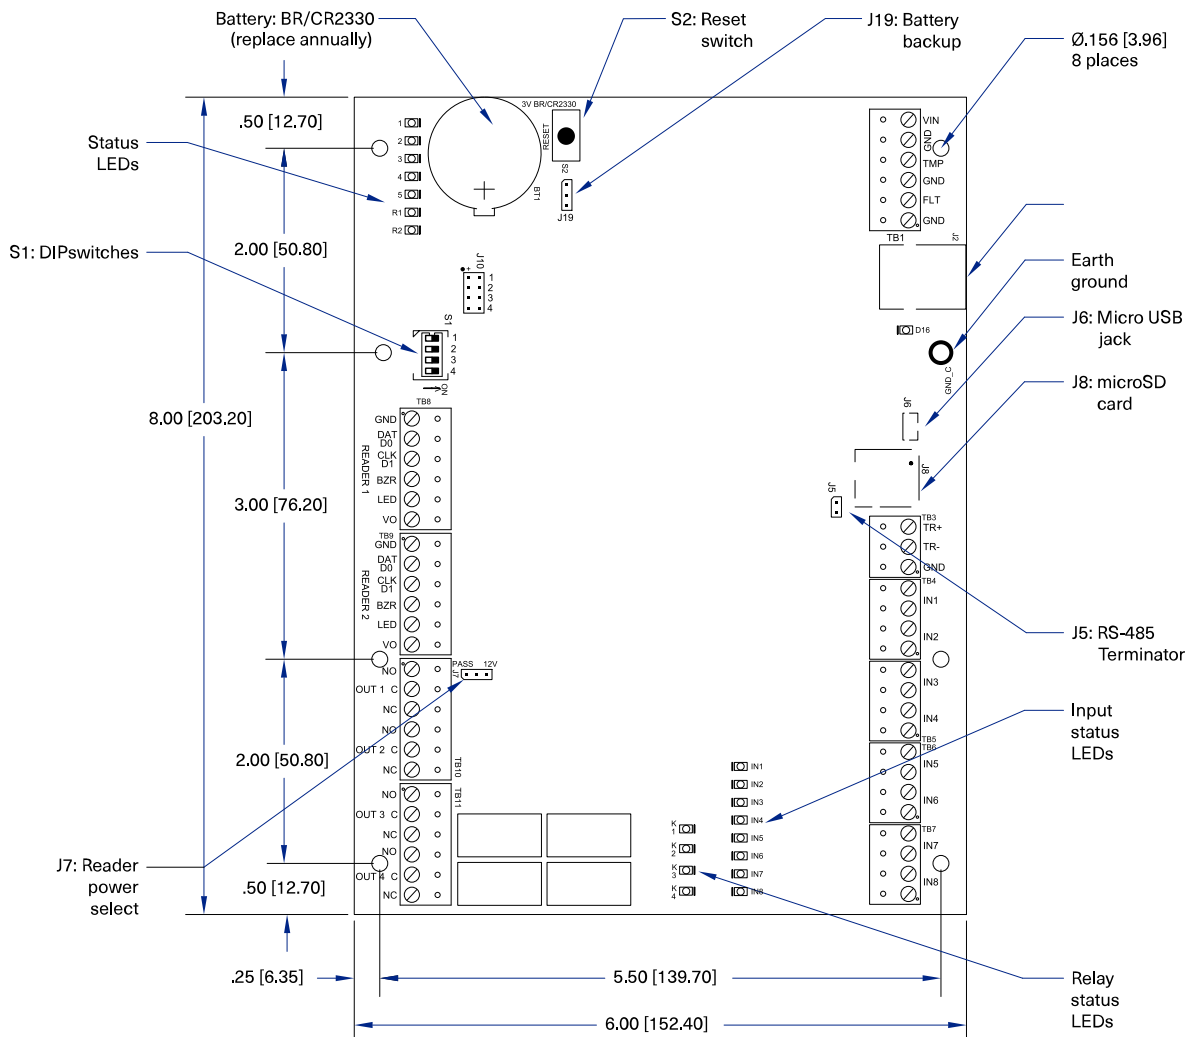 Battery: BR/CR2330
(replace annually)
S2: Reset
switch
J19: Battery
backup
Ø.156 [3.96]
8 places
.50 [12.70]
Status
LEDs
2.00 [50.80]
S1: DIPswitches
8.00 [203.20]
3.00 [76.20]
2.00 [50.80]
J7: Reader
power
select
.50 [12.70]
.25 [6.35]
5.50 [139.70]
6.00 [152.40]
Earth
ground
J6: Micro USB
jack
J8: microSD
card
J5: RS-485
Terminator
Input
status
LEDs
Relay
status
LEDs
1
2
3
4
5
R1
R2
3V BR/CR2330
RESET
S2
BT1
J19
J10
+
1
2
3
4
S1
1
2
3
4
ON
TB8
GND
DAT
D0
CLK
D1
BZR
LED
VO
READER 1
TB9
GND
DAT
D0
CLK
D1
BZR
LED
VO
READER 2
PASS 12V
J7
NO
OUT 1 C
NC
NO
OUT 2 C
NC
TB10
TB11
NO
OUT 3 C
NC
NO
OUT 4 C
NC
VIN
GND
TMP
GND
FLT
GND
TB1
J2
D16
GND_C
J6
J8
J5
TB3
TR+
TR-
GND
TB4
IN1
IN2
IN3
IN4
TB5
TB6
IN5
IN6
TB7
IN7
IN8
IN1
IN2
IN3
IN4
IN5
IN6
IN7
IN8
K
1
K
2
K
3
K
4